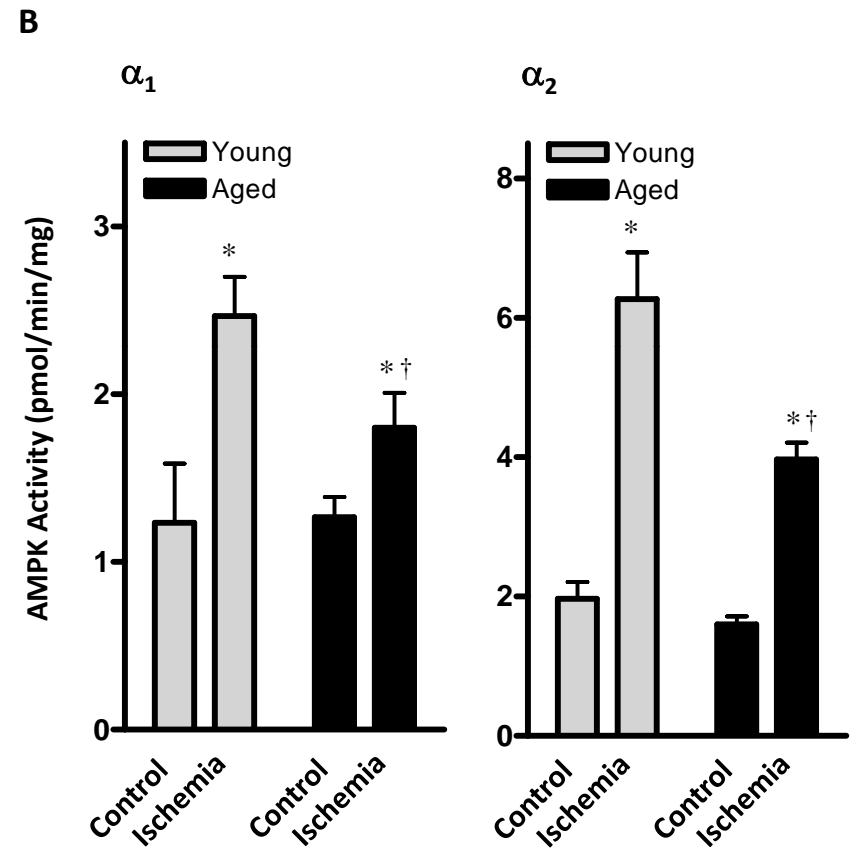 B
α1
Young
Aged
AMPK Activity (pmol/min/mg)
3
2
1
0
*
* †
Control
Ischemia
Control
Ischemia
α2
Young
Aged
8
6
4
2
0
*
* †
Control
Ischemia
Control
Ischemia